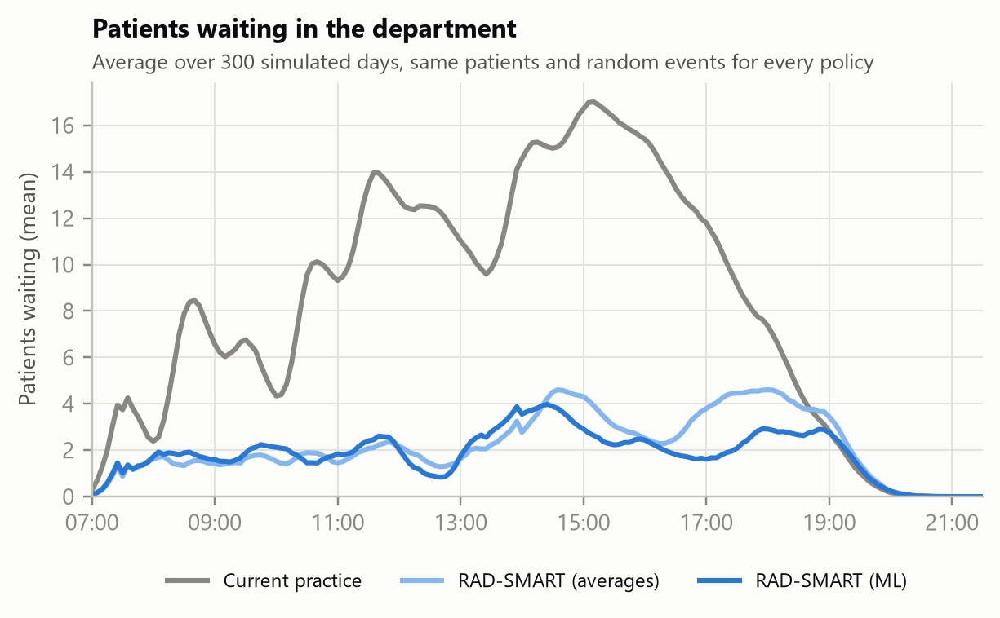 Patients waiting in the department
Average over 300 simulated days, same patients and random events for every policy
Patients waiting (mean)
16
14
12
10
8
6
4
2
0
07:00 09:00 11:00 13:00 15:00 17:00 19:00 21:00
Current practice RAD-SMART (averages) RAD-SMART (ML)